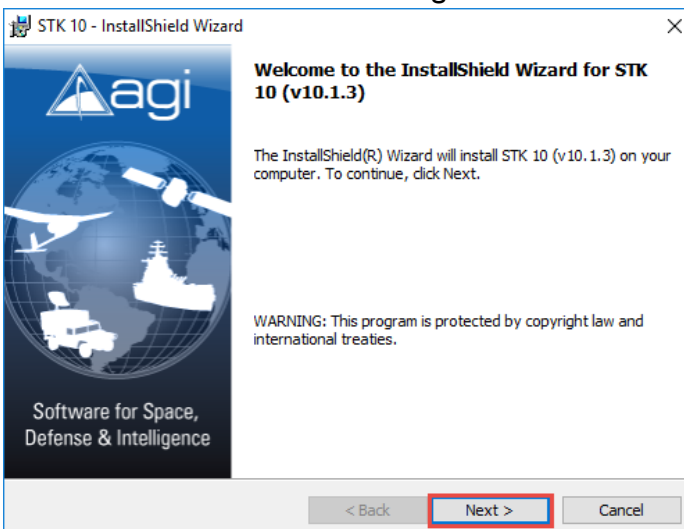 STK 10 - InstallShield Wizard
agi
Welcome to the InstallShield Wizard for STK
10 (v10.1.3)
The InstallShield(R) Wizard will install STK 10 (v10.1.3) on your
computer. To continue, click Next.
WARNING: This program is protected by copyright law and
international treaties.
Software for Space,
Defense & Intelligence
< Back
Next >
Cancel